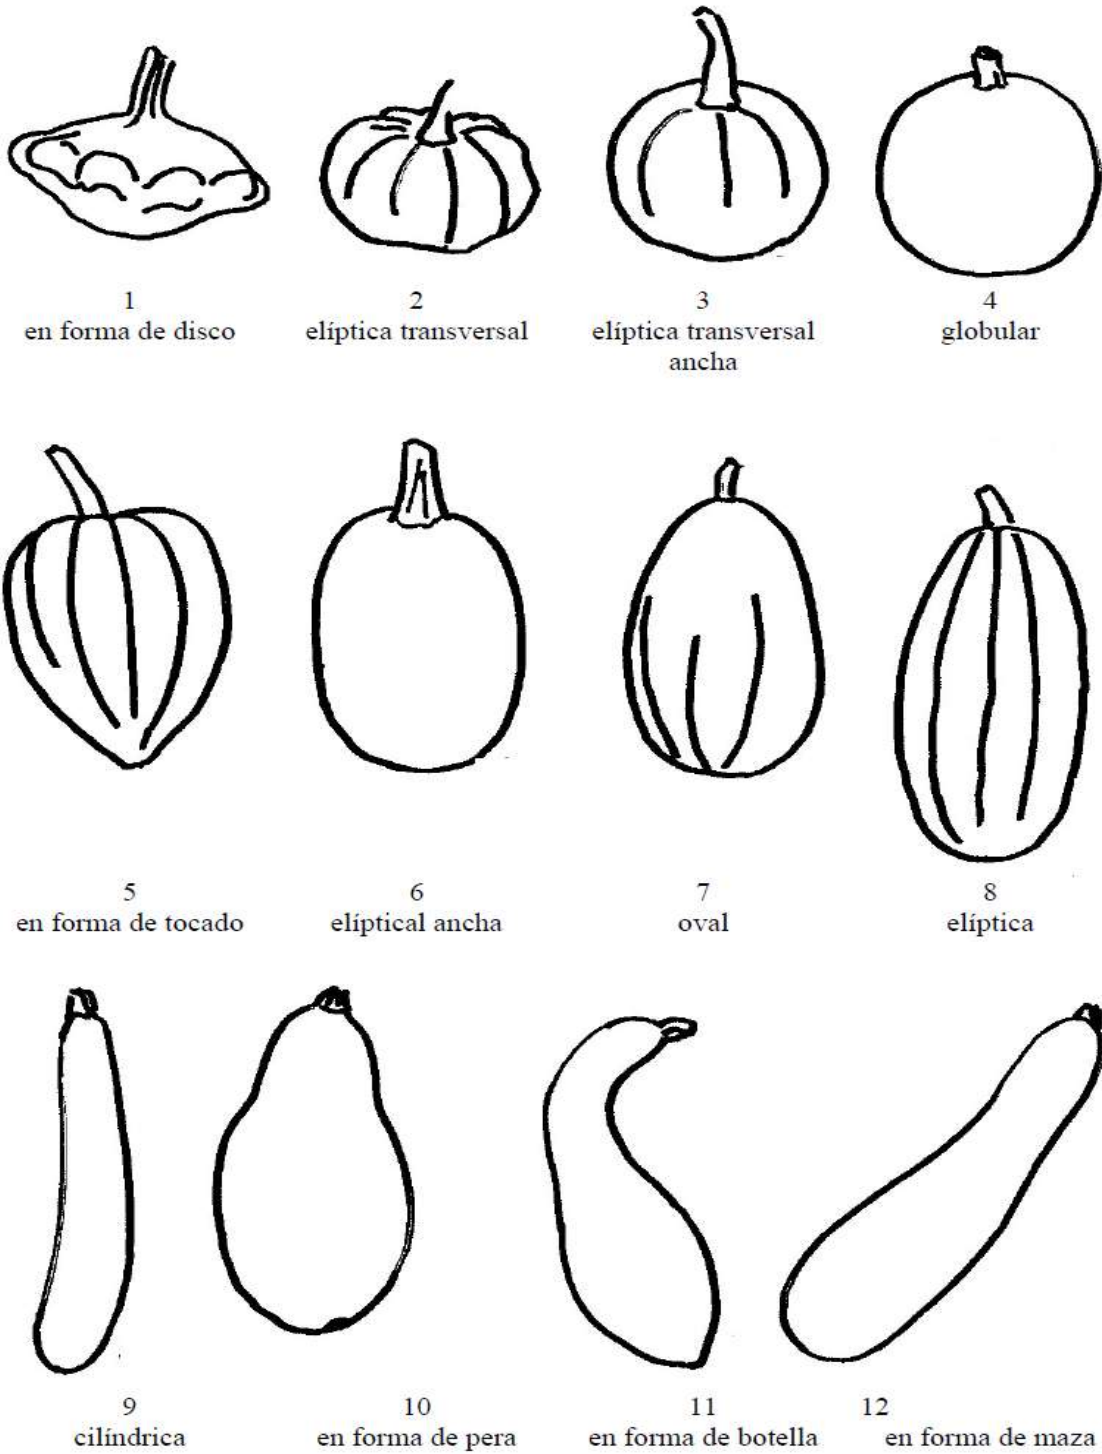 1 2 3 4
en forma de disco elíptica transversal elíptica transversal globular
ancha
5 6 7 8
en forma de tocado elíptical ancha oval elíptica
9 10 11 12
cilíndrica en forma de pera en forma de botella en forma de maza